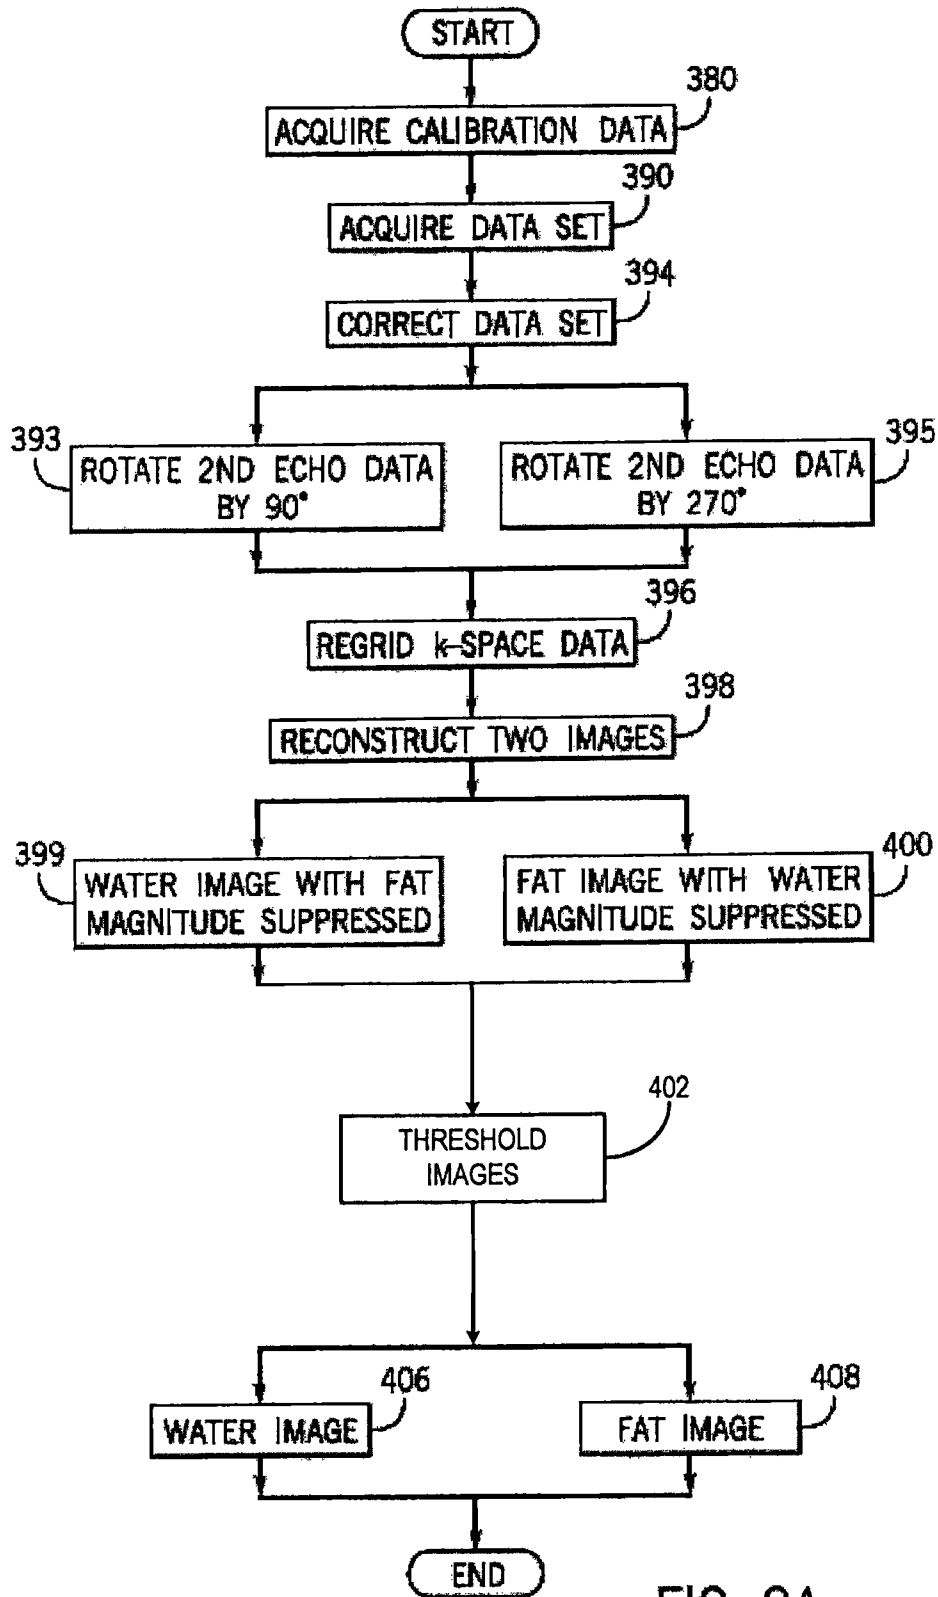 START
380
ACQUIRE CALIBRATION DATA
390
ACQUIRE DATA SET
394
CORRECT DATA SET
393
ROTATE 2ND ECHO DATA
BY 90°
395
ROTATE 2ND ECHO DATA
BY 270°
396
REGRID k-SPACE DATA
398
RECONSTRUCT TWO IMAGES
399
WATER IMAGE WITH FAT
MAGNITUDE SUPPRESSED
400
FAT IMAGE WITH WATER
MAGNITUDE SUPPRESSED
402
THRESHOLD
IMAGES
406
WATER IMAGE
408
FAT IMAGE
END